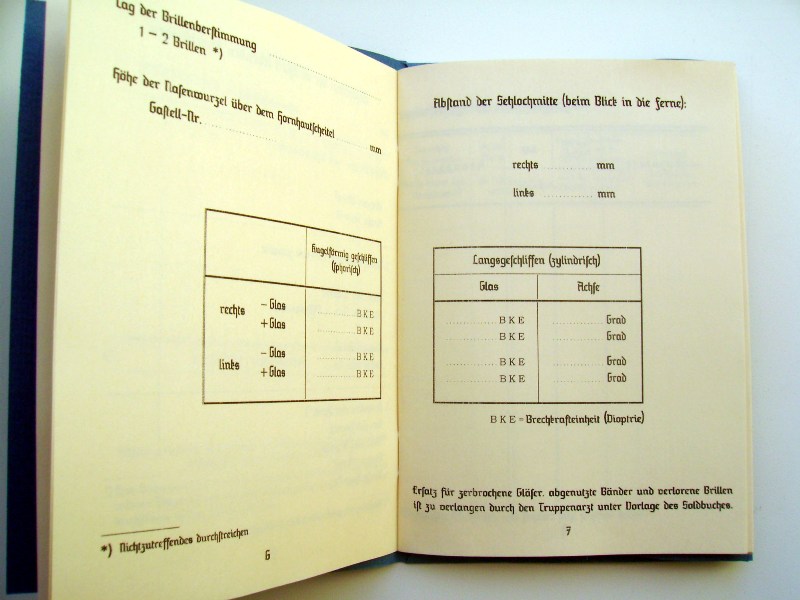 Tag der Brillenbestimmung
1 – 2 Brillen *)
Höhe der Nasenwurzel über dem Hornhautscheitel mm
Gestell-Nr.
Kugelförmig geschliffen
(sphärisch)
rechts – Glas BKE
+ Glas BKE
links – Glas BKE
+ Glas BKE
*) Nichtzutreffendes durchstreichen
6
Abstand der Sehlochmitte (beim Blick in die Ferne):
rechts mm
links mm
Langsgeschliffen (zylindrisch)
Glas Achse
BKE Grad
BKE Grad
BKE Grad
BKE Grad
BKE = Brechkrafteinheit (Dioptrie)
Ersatz für zerbrochene Gläser, abgenutzte Bänder und verlorene Brillen
ist zu verlangen durch den Truppenarzt unter Vorlage des Soldbuches.
7